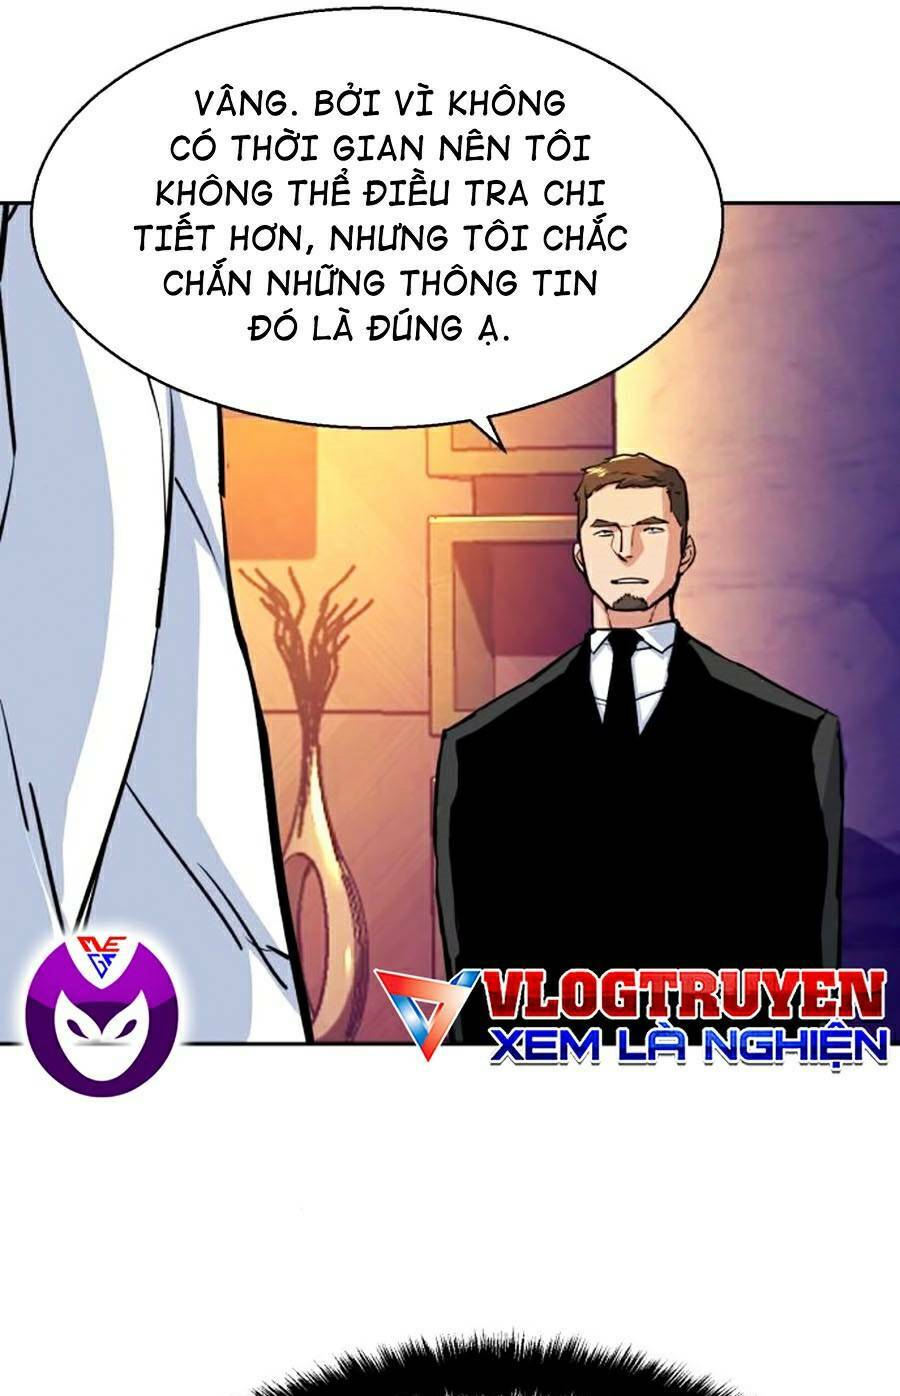 VÂNG. BỞI VÌ KHÔNG
CÓ THỜI GIAN NÊN TÔI
KHÔNG THỂ ĐIỀU TRA CHI
TIẾT HƠN, NHƯNG TÔI CHẮC
CHẮN NHỮNG THÔNG TIN
ĐÓ LÀ ĐÚNG Ạ.
VLOGTRUYEN
XEM LÀ NGHIỆN